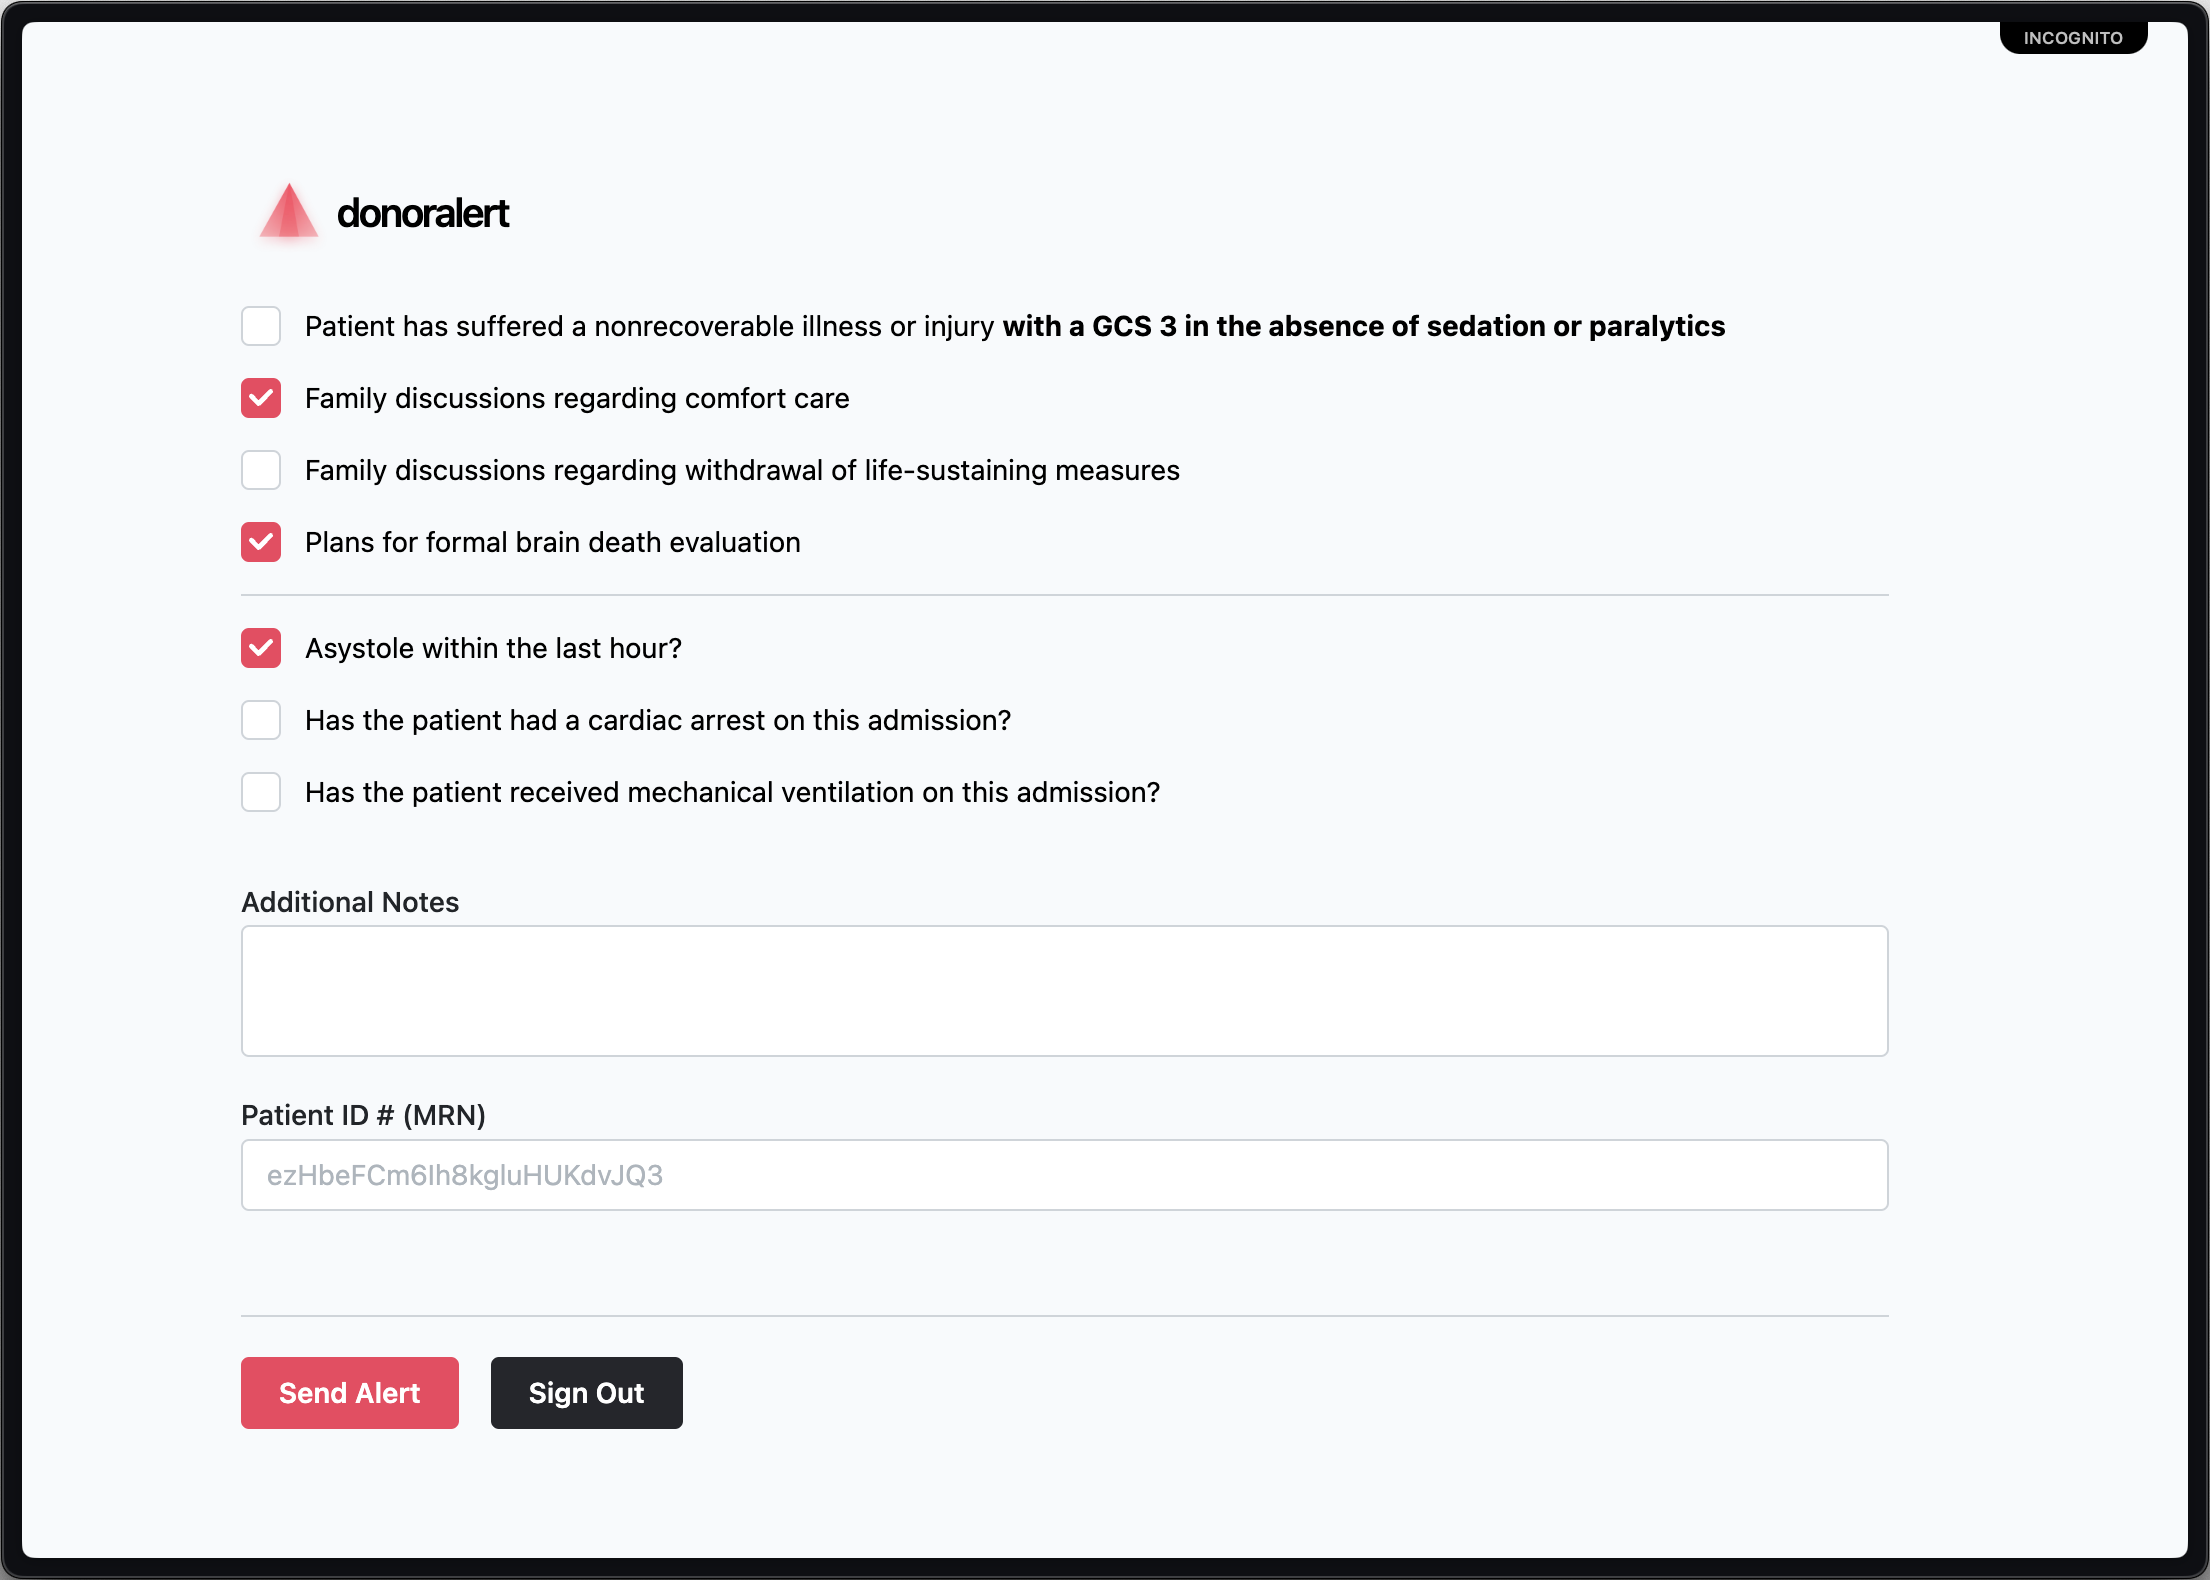 INCOGNITO
donoralert
Patient has suffered a nonrecoverable illness or injury with a GCS 3 in the absence of sedation or paralytics
Family discussions regarding comfort care
Family discussions regarding withdrawal of life-sustaining measures
Plans for formal brain death evaluation
Asystole within the last hour?
Has the patient had a cardiac arrest on this admission?
Has the patient received mechanical ventilation on this admission?
Additional Notes
Patient ID # (MRN)
ezHbeFCm6Ih8kgluHUKdvJQ3
Send Alert
Sign Out